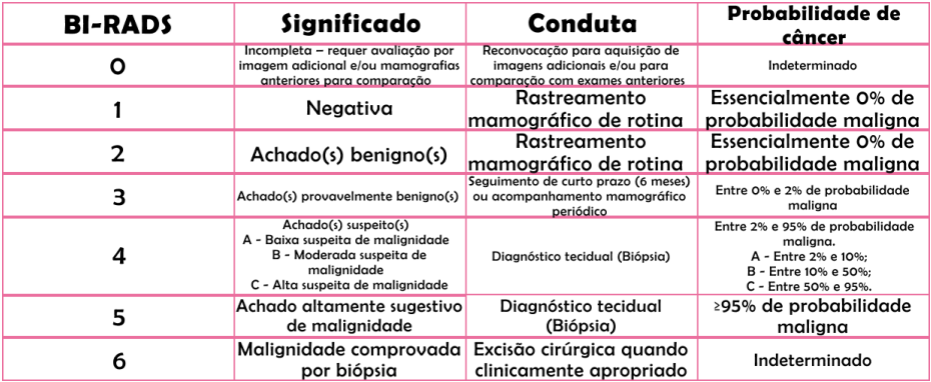 BI-RADS
Significado
Conduta
Probabilidade de
câncer
0
Incompleta – requer avaliação por
imagem adicional e/ou mamografias
anteriores para comparação
Reconvocação para aquisição de
imagens adicionais e/ou para
comparação com exames anteriores
Indeterminado
1
Negativa
Rastreamento
mamográfico de rotina
Essencialmente 0% de
probabilidade maligna
2
Achado(s) benigno(s)
Rastreamento
mamográfico de rotina
Essencialmente 0% de
probabilidade maligna
3
Achado(s) provavelmente benigno(s)
Seguimento de curto prazo (6 meses)
ou acompanhamento mamográfico
periódico
Entre 0% e 2% de probabilidade
maligna
4
Achado(s) suspeito(s)
A - Baixa suspeita de malignidade
B - Moderada suspeita de
malignidade
C - Alta suspeita de malignidade
Diagnóstico tecidual (Biópsia)
Entre 2% e 95% de probabilidade
maligna.
A - Entre 2% e 10%;
B - Entre 10% e 50%;
C - Entre 50% e 95%.
5
Achado altamente sugestivo
de malignidade
Diagnóstico tecidual
(Biópsia)
≥95% de probabilidade
maligna
6
Malignidade comprovada
por biópsia
Excisão cirúrgica quando
clinicamente apropriado
Indeterminado